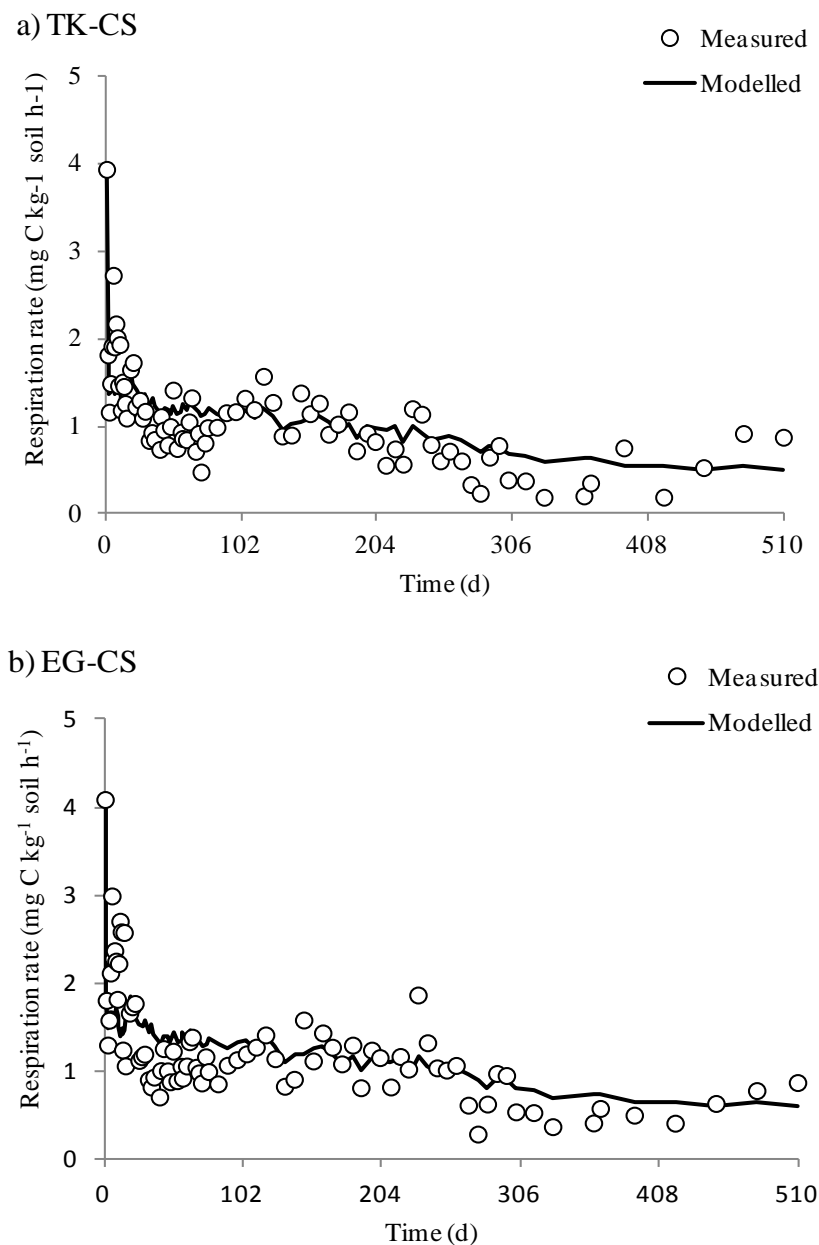 a) TK-CS
Measured
Modelled
Respiration rate (mg C kg-1 soil h-1)
5
4
3
2
1
0
0 102 204 306 408 510
Time (d)
b) EG-CS
Measured
Modelled
Respiration rate (mg C kg⁻¹ soil h⁻¹)
5
4
3
2
1
0
0 102 204 306 408 510
Time (d)